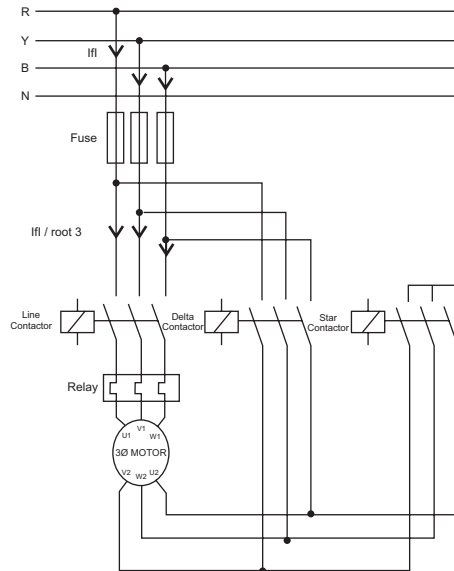 R
Y
Ifl
B
N
Fuse
Ifl / root 3
Line
Contactor
Delta
Contactor
Star
Contactor
Relay
U1
V1
W1
3Ø MOTOR
V2
W2
U2